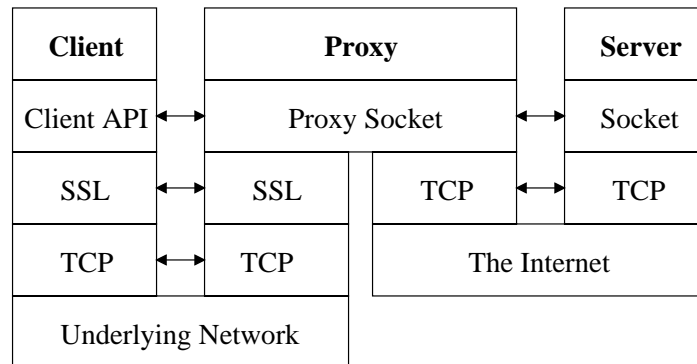 Client
Proxy
Server
Client API
Proxy Socket
Socket
SSL
SSL
TCP
TCP
TCP
TCP
The Internet
Underlying Network